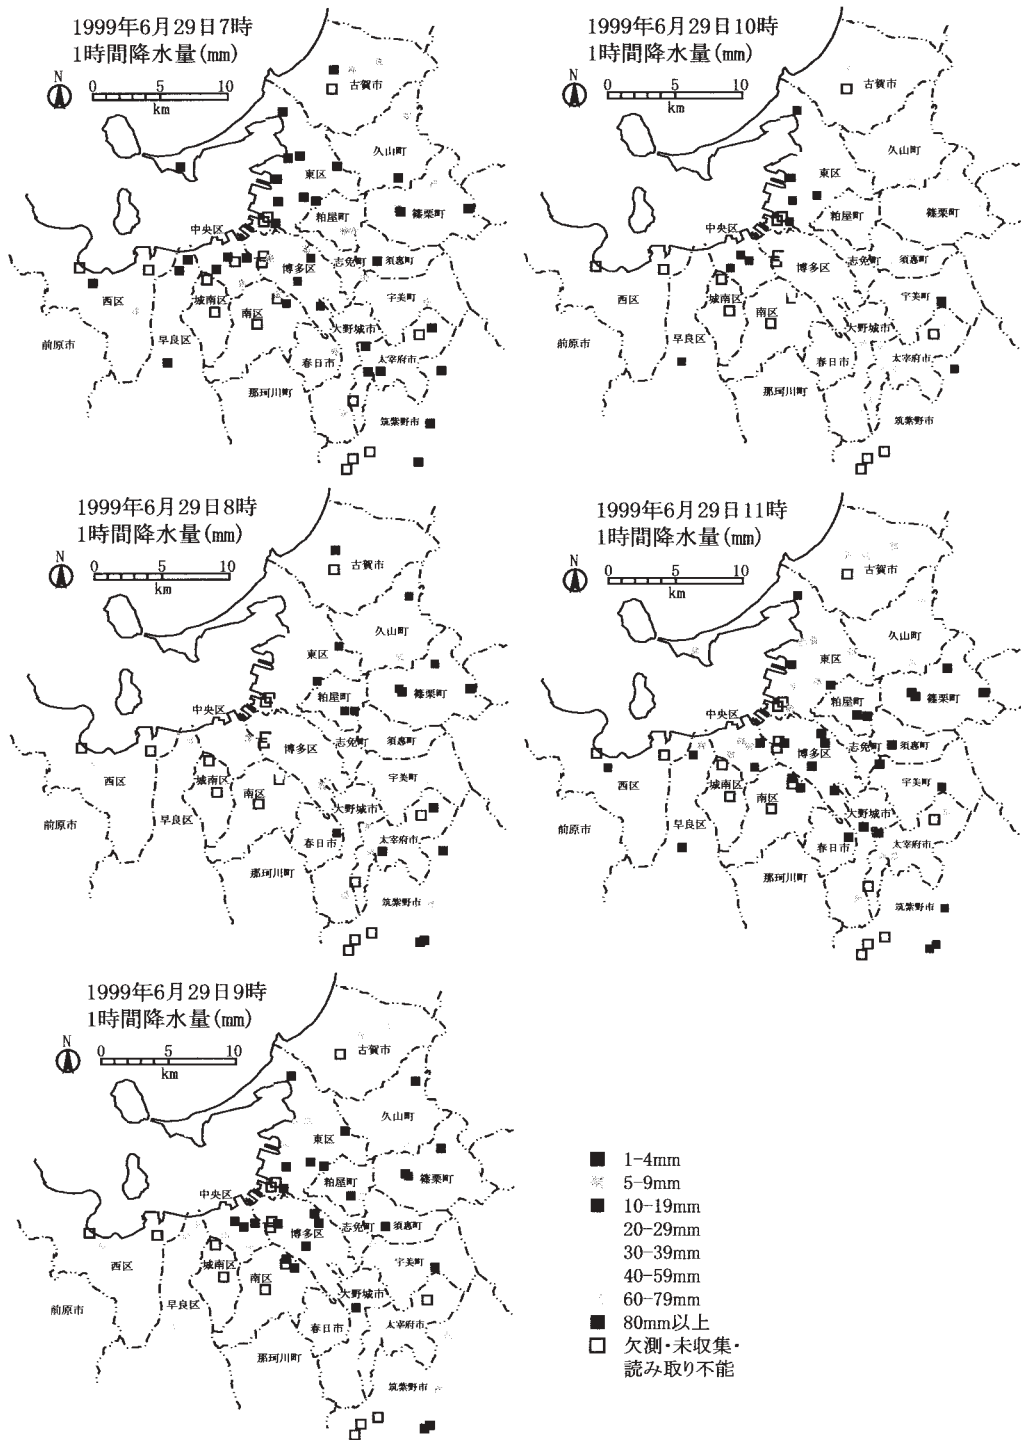 1999年6月29日7時
1時間降水量(mm)
N
0 5 10
km
古賀市
久山町
東区
粕屋町
篠栗町
中央区
博多区
志免町
須恵町
西区
城南区
南区
宇美町
前原市
早良区
大野城市
春日市
太宰府市
那珂川町
筑紫野市
1999年6月29日10時
1時間降水量(mm)
N
0 5 10
km
古賀市
久山町
東区
粕屋町
篠栗町
中央区
博多区
志免町
須恵町
西区
城南区
南区
宇美町
前原市
早良区
大野城市
春日市
太宰府市
那珂川町
筑紫野市
1999年6月29日8時
1時間降水量(mm)
N
0 5 10
km
古賀市
久山町
東区
粕屋町
篠栗町
中央区
博多区
志免町
須恵町
西区
城南区
南区
宇美町
前原市
早良区
大野城市
春日市
太宰府市
那珂川町
筑紫野市
1999年6月29日11時
1時間降水量(mm)
N
0 5 10
km
古賀市
久山町
東区
粕屋町
篠栗町
中央区
博多区
志免町
須恵町
西区
城南区
南区
宇美町
前原市
早良区
大野城市
春日市
太宰府市
那珂川町
筑紫野市
1999年6月29日9時
1時間降水量(mm)
N
0 5 10
km
古賀市
久山町
東区
粕屋町
篠栗町
中央区
博多区
志免町
須恵町
西区
城南区
南区
宇美町
前原市
早良区
大野城市
春日市
太宰府市
那珂川町
筑紫野市
1-4mm
5-9mm
10-19mm
20-29mm
30-39mm
40-59mm
60-79mm
80mm以上
欠測・未収集・
読み取り不能